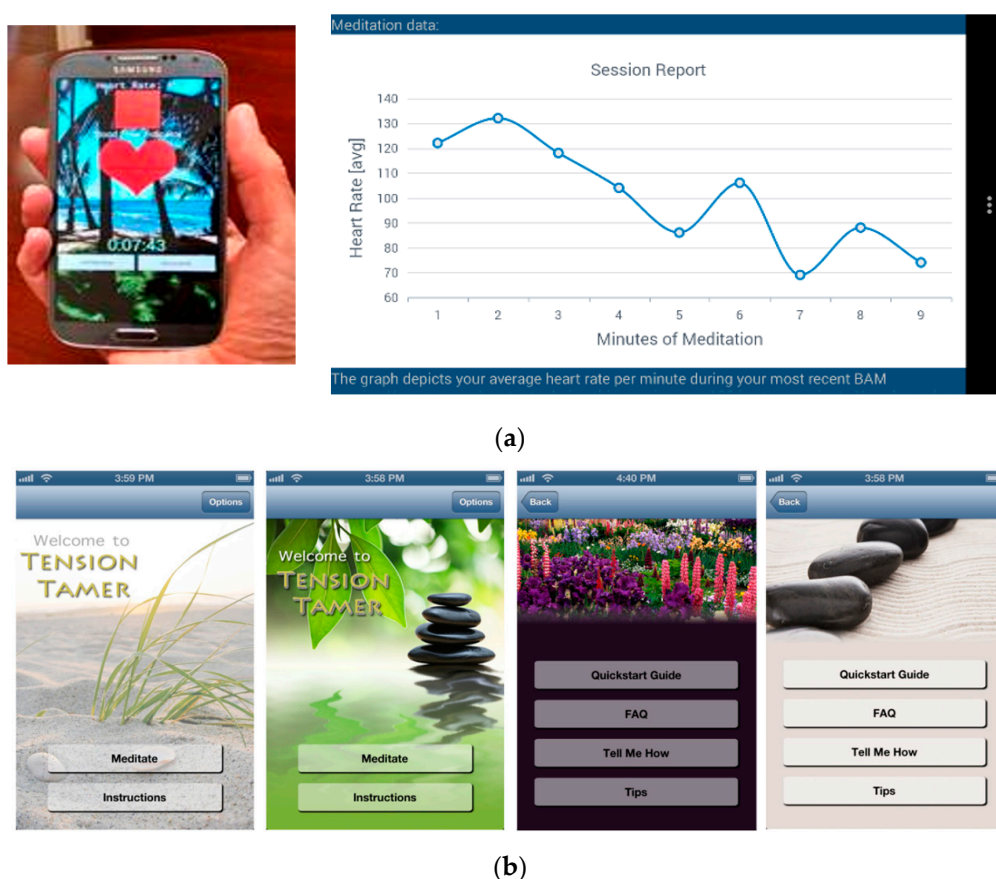 SAMSUNG
Heart Rate:
0:07:43
Meditation data:
Session Report
Heart Rate [avg]
140
130
120
110
100
90
80
70
60
1 2 3 4 5 6 7 8 9
Minutes of Meditation
The graph depicts your average heart rate per minute during your most recent BAM
(a)
3:59 PM
Options
Welcome to
TENSION
TAMER
Meditate
Instructions
3:58 PM
Options
Welcome to
TENSION
TAMER
Meditate
Instructions
4:40 PM
Back
Quickstart Guide
FAQ
Tell Me How
Tips
3:58 PM
Back
Quickstart Guide
FAQ
Tell Me How
Tips
(b)